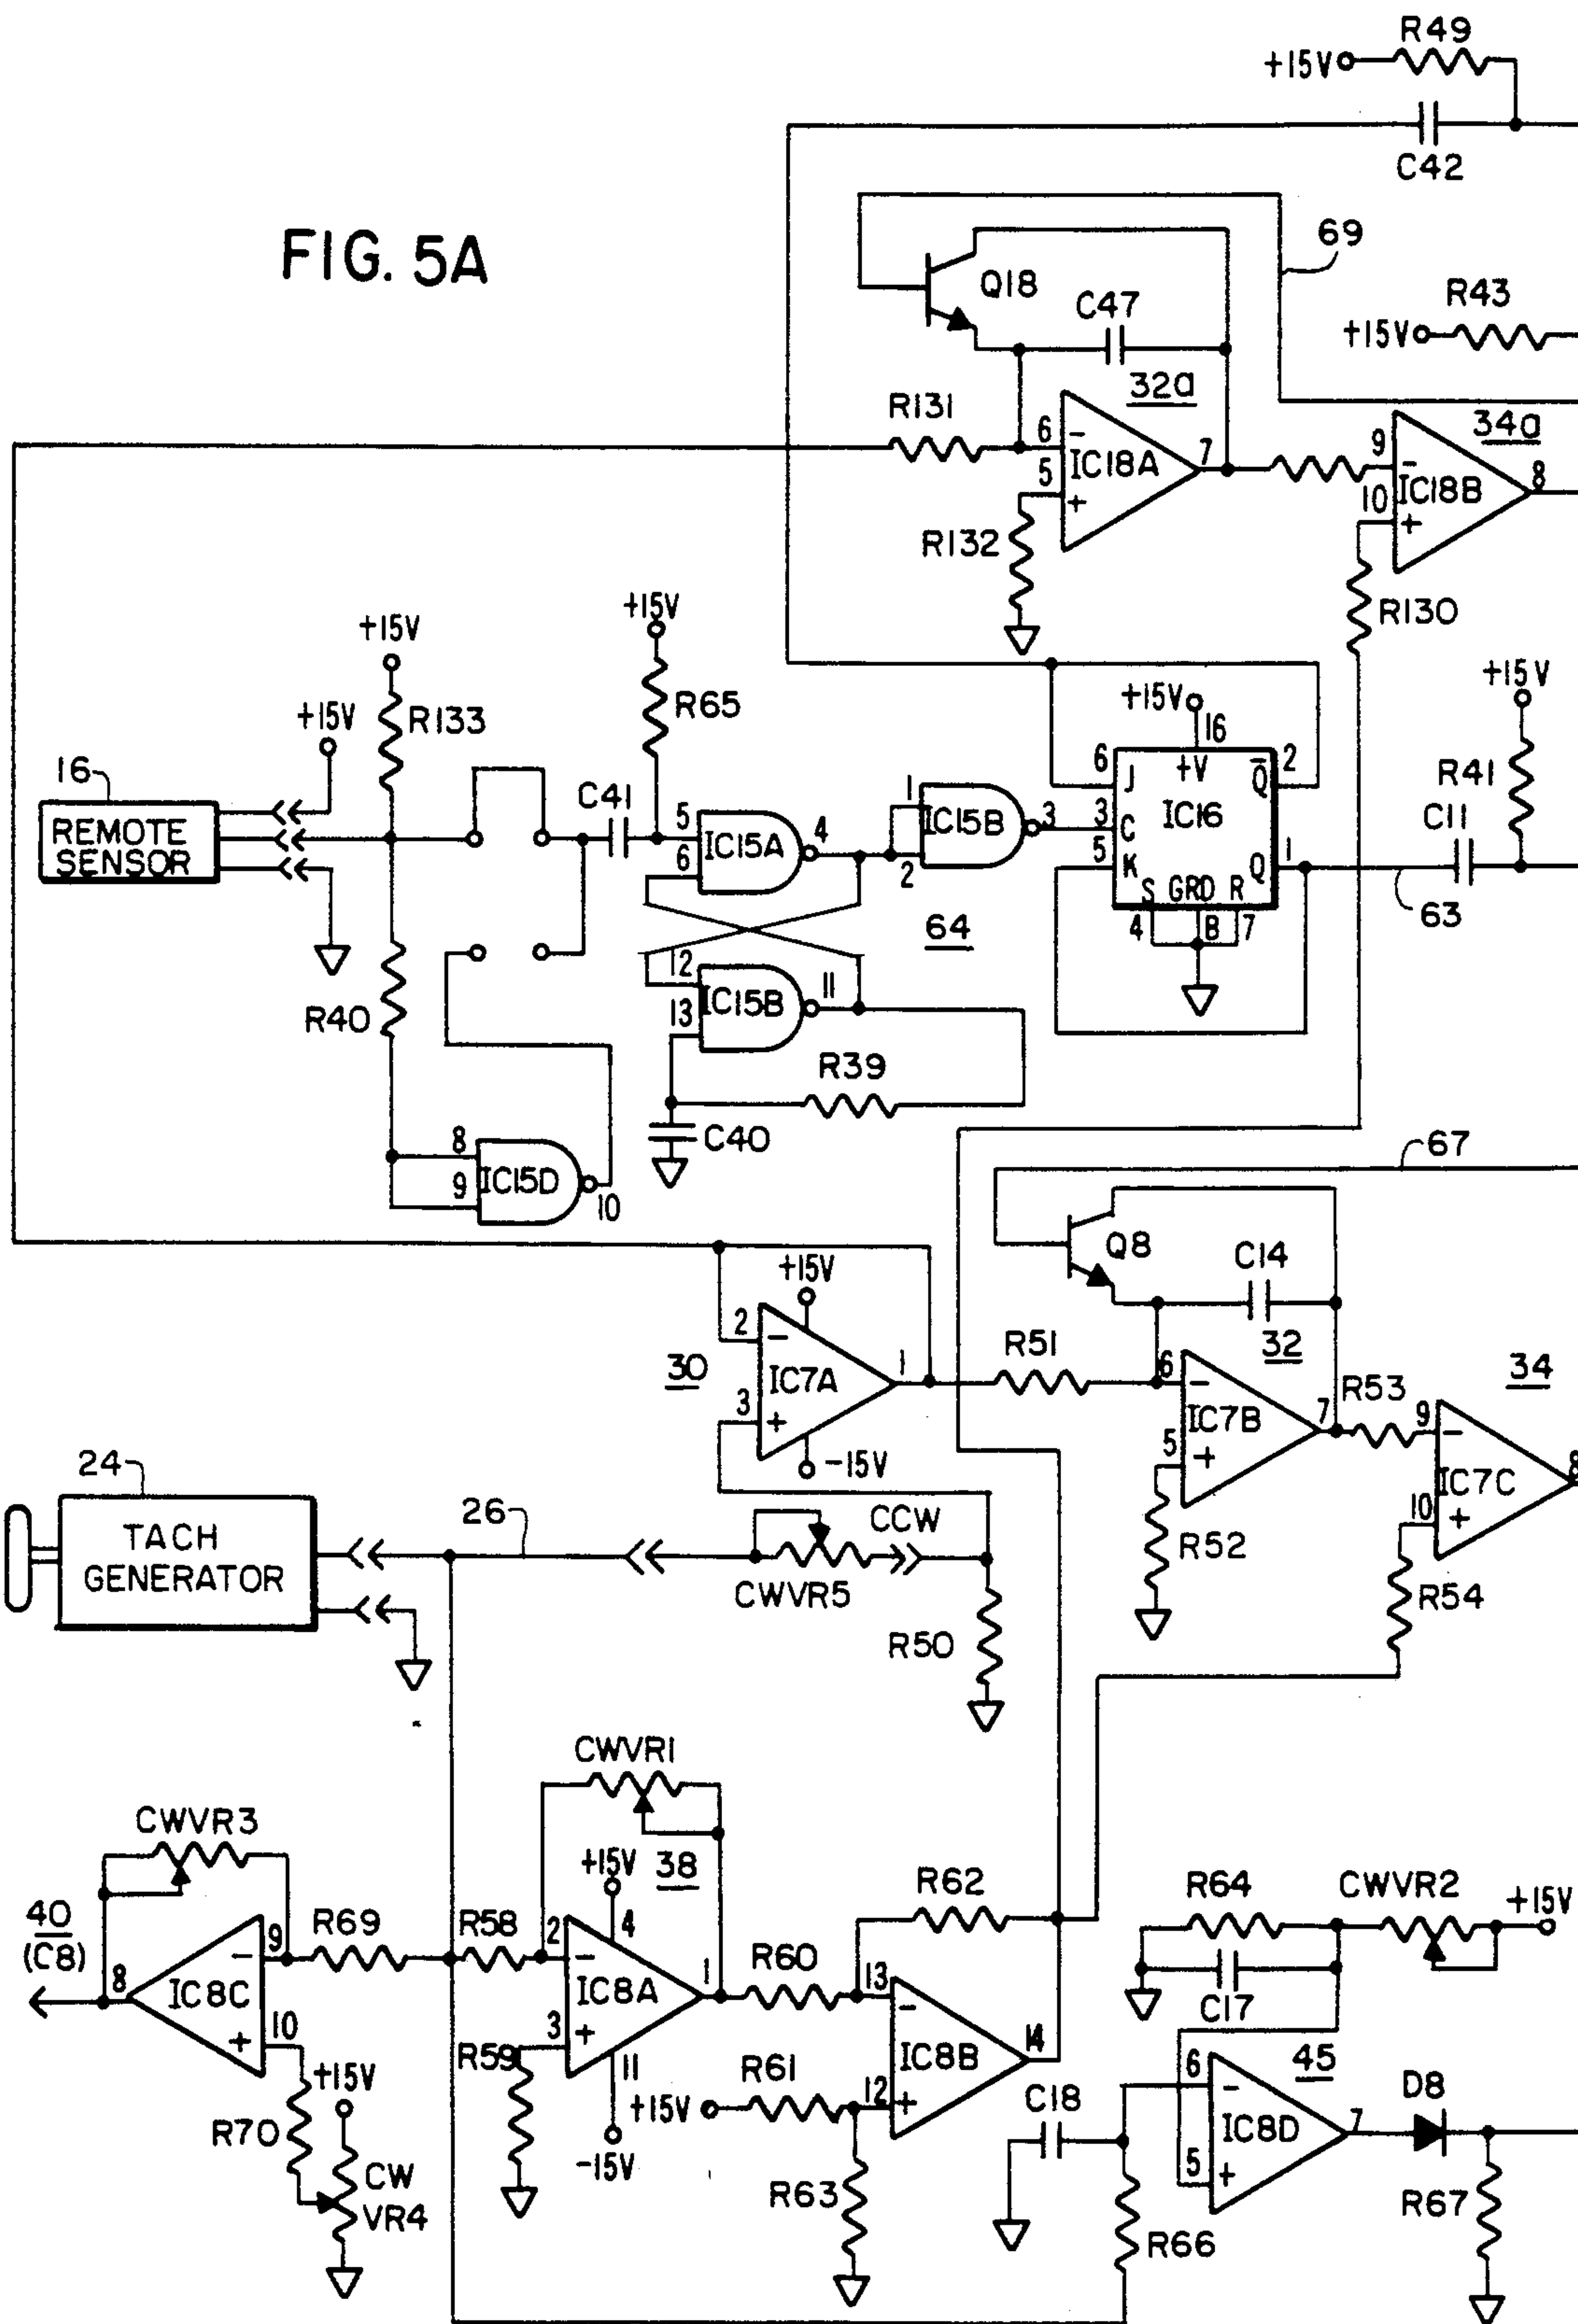 FIG. 5A
R49
+15V
C42
69
Q18
C47
R43
+15V
32a
34a
R131
6
-
IC18A
7
5
+
9
-
IC18B
8
10
+
R132
R130
+15V
+15V
+15V
R133
R65
+15V
16
+15V
R41
16
REMOTE
SENSOR
C41
5
IC15A
4
6
1
IC15B
3
2
6
J
+V
Q
2
3
C
IC16
5
K
Q
1
S GRD R
4
8
7
C11
63
64
12
IC15B
11
13
R40
R39
C40
8
IC15D
9
10
67
Q8
C14
+15V
30
2
-
IC7A
1
3
+
-15V
R51
32
6
-
IC7B
7
5
+
R53
34
9
-
IC7C
8
10
+
R52
R54
24
TACH
GENERATOR
26
CCW
CWVR5
R50
CWVR3
CWVR1
40
(C8)
+15V
38
R62
R64
CWVR2
+15V
R69
R58
9
-
IC8C
8
+
10
2
-
4
IC8A
1
3
+
11
-15V
R60
C17
R59
13
-
IC8B
14
12
+
R61
+15V
+15V
R70
CW
VR4
R63
C18
6
-
45
IC8D
7
5
+
D8
R66
R67